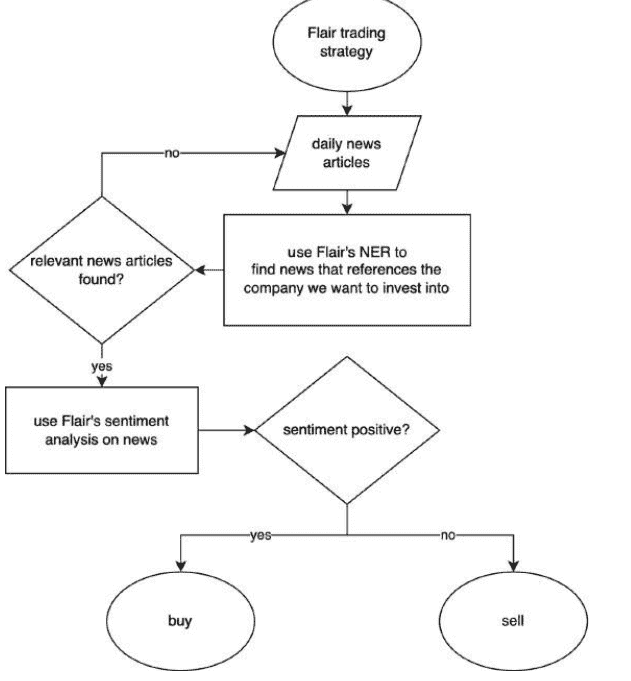 Flair trading
strategy
daily news
articles
no
use Flair's NER to
find news that references the
company we want to invest into
relevant news articles
found?
yes
use Flair's sentiment
analysis on news
sentiment positive?
yes
no
buy
sell